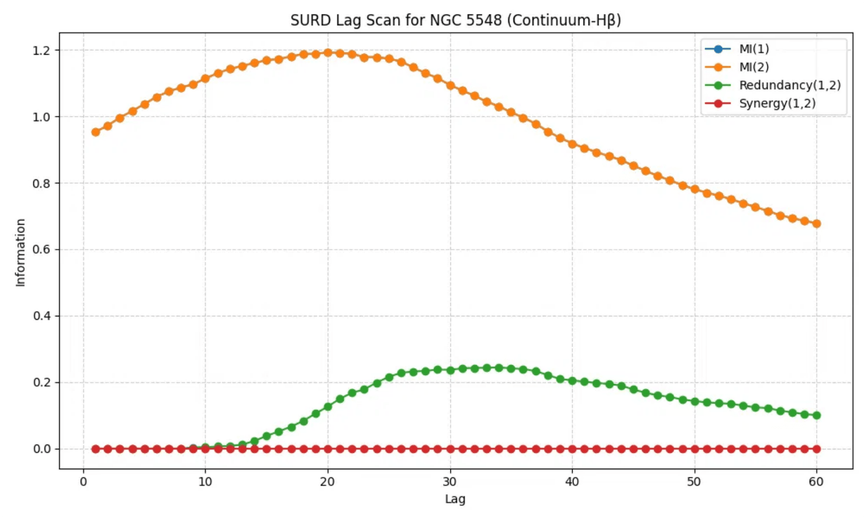 SURD Lag Scan for NGC 5548 (Continuum-Hβ)
MI(1)
MI(2)
Redundancy(1,2)
Synergy(1,2)
1.2
1.0
0.8
0.6
0.4
0.2
0.0
Information
0 10 20 30 40 50 60
Lag